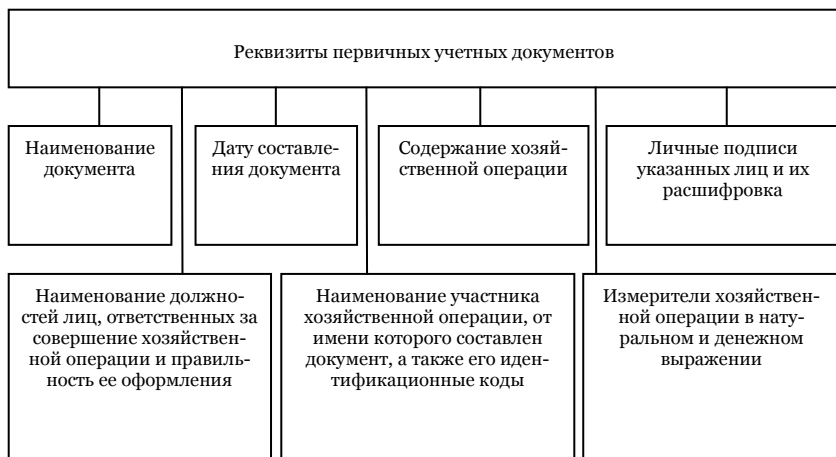 Реквизиты первичных учетных документов
Наименование
документа
Дату составле-
ния документа
Содержание хозяй-
ственной операции
Личные подписи
указанных лиц и их
расшифровка
Наименование должно-
стей лиц, ответственных за
совершение хозяйствен-
ной операции и правиль-
ность ее оформления
Наименование участника
хозяйственной операции, от
имени которого составлен
документ, а также его иден-
тификационные коды
Измерители хозяйствен-
ной операции в нату-
ральном и денежном
выражении